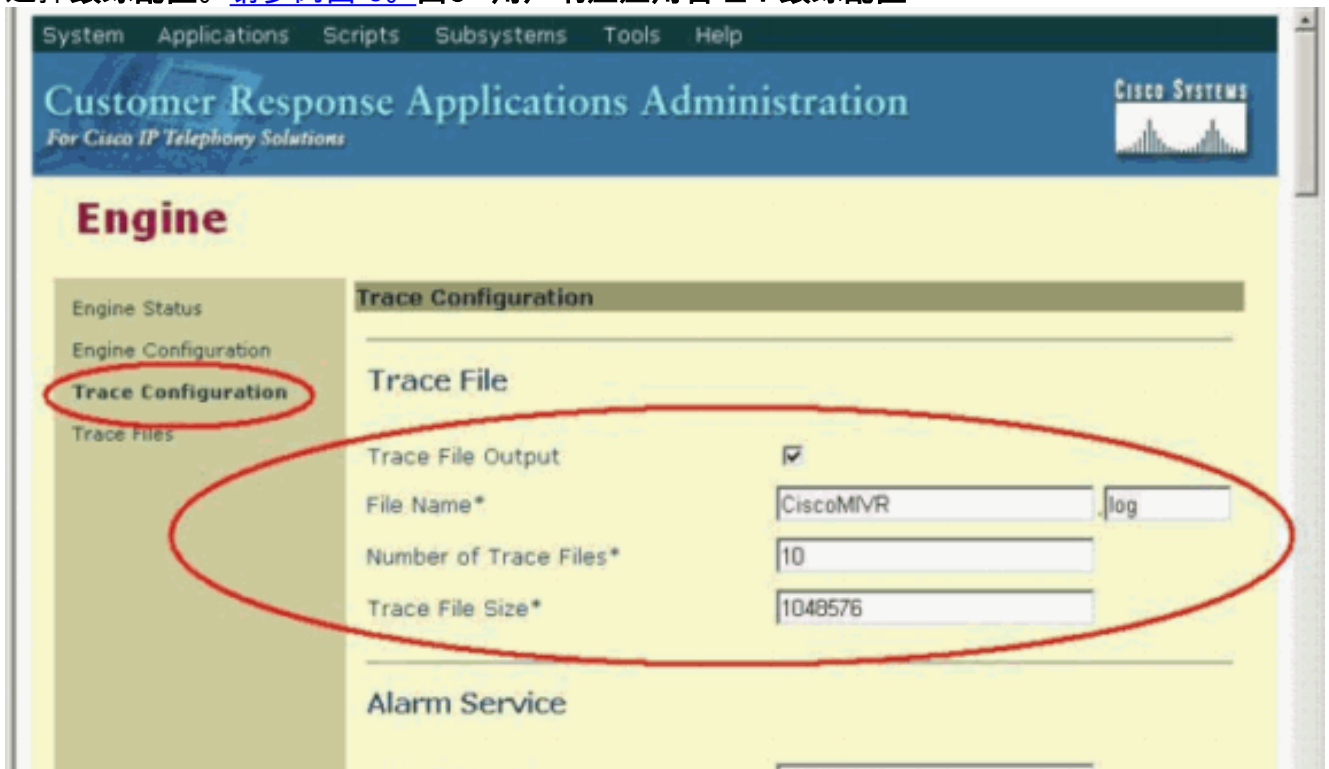 System Applications Scripts Subsystems Tools Help
Customer Response Applications Administration
For Cisco IP Telephony Solutions
CISCO SYSTEMS
Engine
Engine Status
Engine Configuration
Trace Configuration
Trace Files
Trace Configuration
Trace File
Trace File Output
File Name* CiscoMIVR .log
Number of Trace Files* 10
Trace File Size* 1048576
Alarm Service